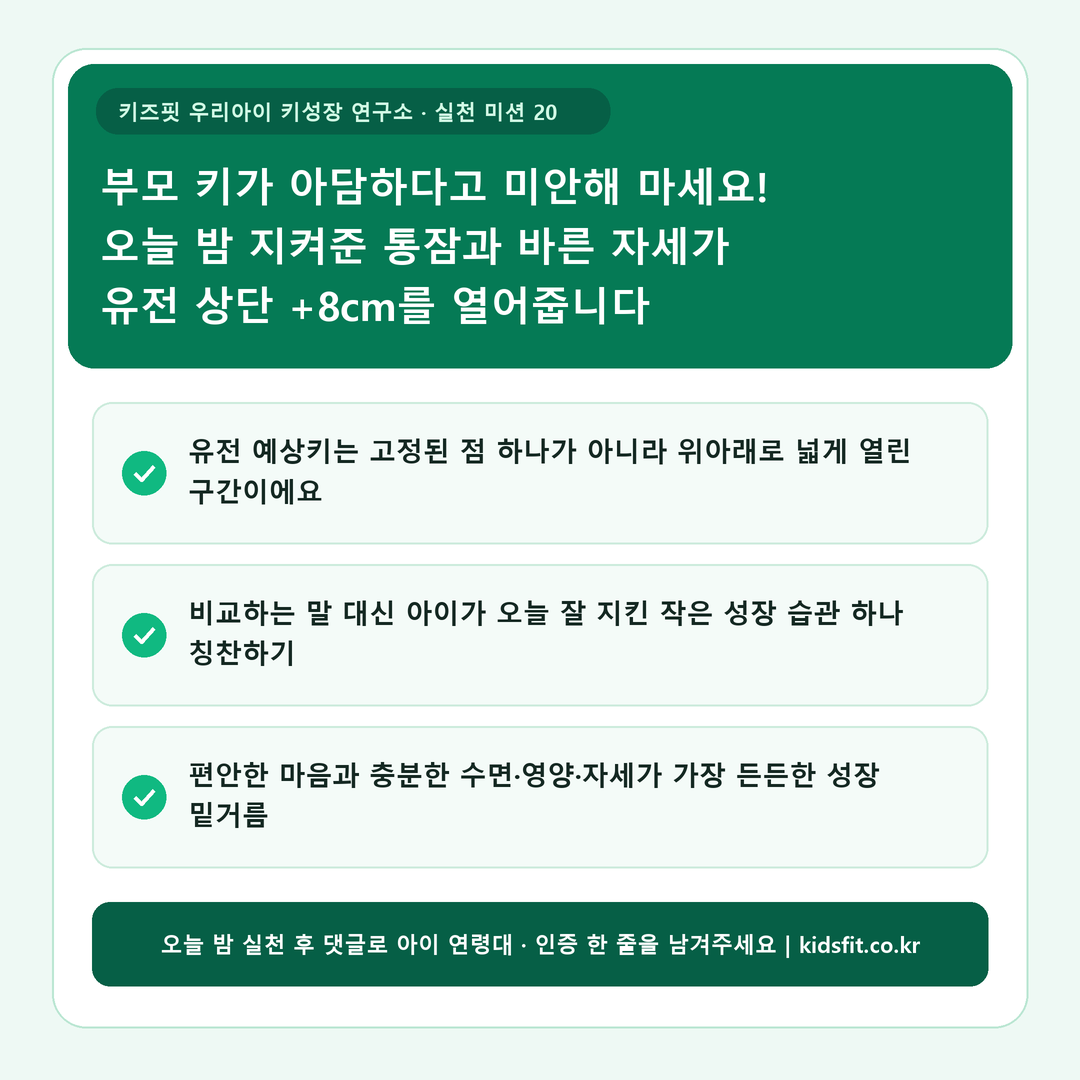 키즈핏 우리아이 키성장 연구소 · 실천 미션 20
부모 키가 아담하다고 미안해 마세요!
오늘 밤 지켜준 통잠과 바른 자세가
유전 상단 +8cm를 열어줍니다
유전 예상키는 고정된 점 하나가 아니라 위아래로 넓게 열린
구간이에요
비교하는 말 대신 아이가 오늘 잘 지킨 작은 성장 습관 하나
칭찬하기
편안한 마음과 충분한 수면·영양·자세가 가장 든든한 성장
밑거름
오늘 밤 실천 후 댓글로 아이 연령대 · 인증 한 줄을 남겨주세요 | kidsfit.co.kr